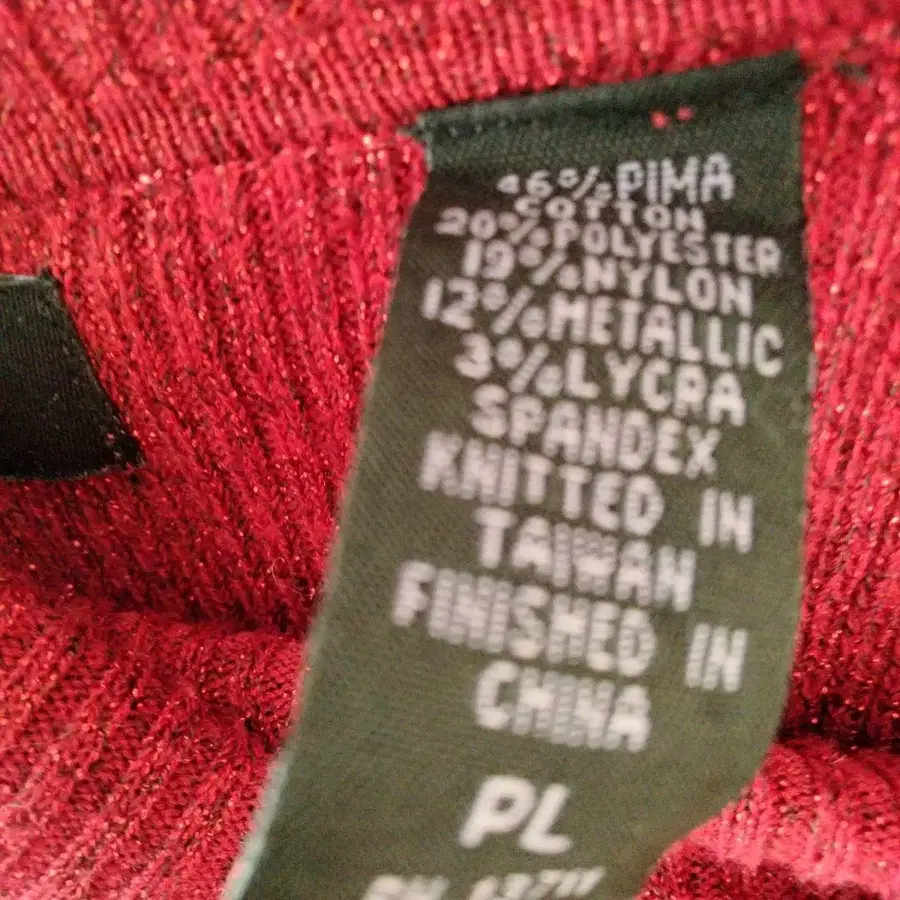 46% PIMA
COTTON
20% POLYESTER
19% NYLON
12% METALLIC
3% LYCRA
SPANDEX
KNITTED IN
TAIWAN
FINISHED IN
CHINA
PL